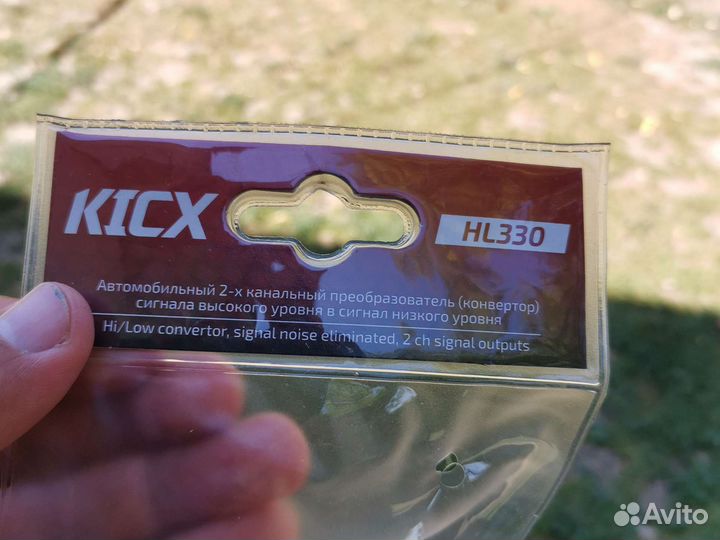 KICX
HL330
Автомобильный 2-х канальный преобразователь (конвертор)
сигнала высокого уровня в сигнал низкого уровня
Hi/Low convertor, signal noise eliminated, 2 ch signal outputs
Avito